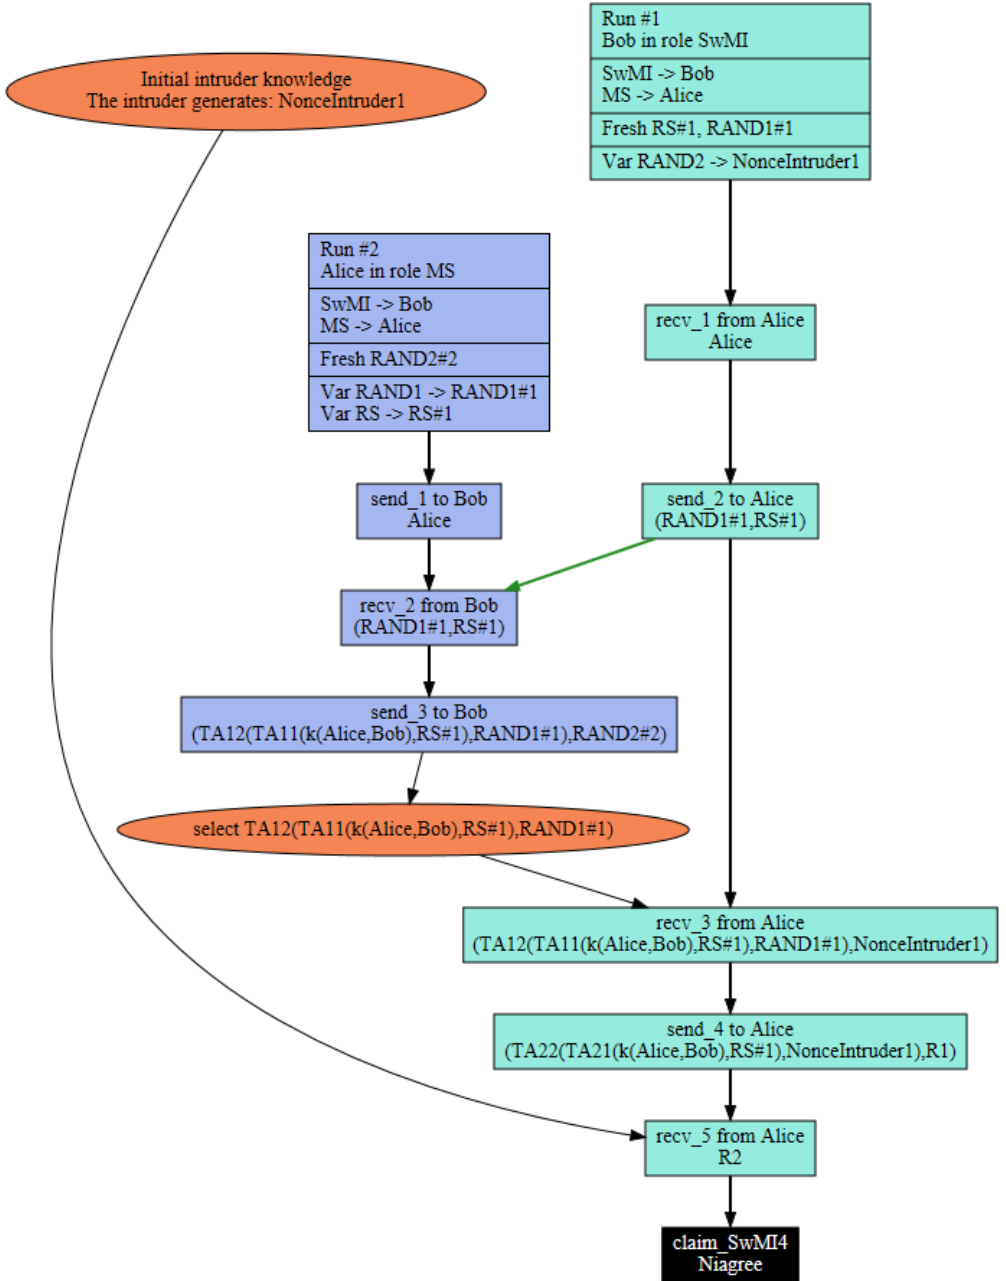 Run #1
Bob in role SwMI
SwMI -> Bob
MS -> Alice
Fresh RS#1, RAND1#1
Var RAND2 -> NonceIntruder1
Initial intruder knowledge
The intruder generates: NonceIntruder1
Run #2
Alice in role MS
SwMI -> Bob
MS -> Alice
Fresh RAND2#2
Var RAND1 -> RAND1#1
Var RS -> RS#1
recv_1 from Alice
Alice
send_1 to Bob
Alice
send_2 to Alice
(RAND1#1,RS#1)
recv_2 from Bob
(RAND1#1,RS#1)
send_3 to Bob
(TA12(TA11(k(Alice,Bob),RS#1),RAND1#1),RAND2#2)
select TA12(TA11(k(Alice,Bob),RS#1),RAND1#1)
recv_3 from Alice
(TA12(TA11(k(Alice,Bob),RS#1),RAND1#1),NonceIntruder1)
send_4 to Alice
(TA22(TA21(k(Alice,Bob),RS#1),NonceIntruder1),R1)
recv_5 from Alice
R2
claim_SwMI4
Niagree